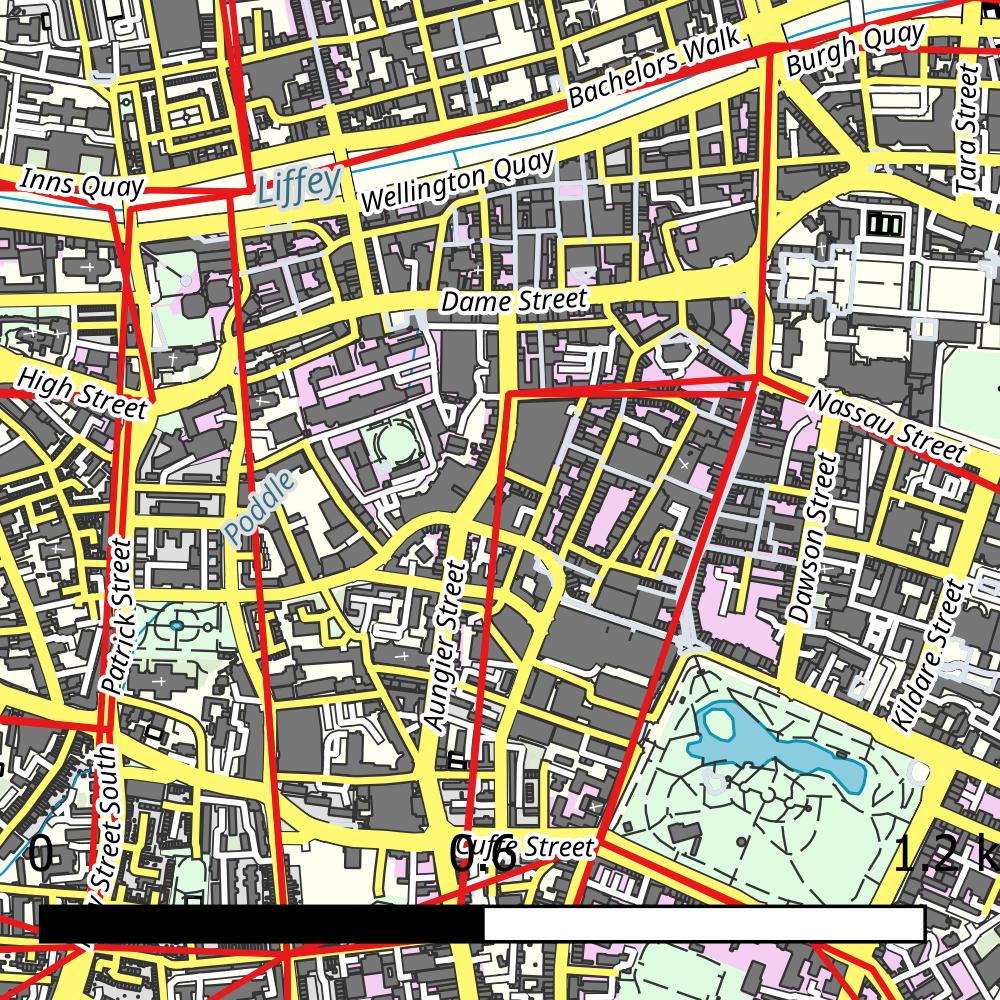 Bachelors Walk
Burgh Quay
Tara Street
Inns Quay
Liffey
Wellington Quay
Dame Street
High Street
Nassau Street
Poddle
Dawson Street
Patrick Street
Aungier Street
Kildare Street
Street South
Cuffe Street
0
0.6
1.2 k